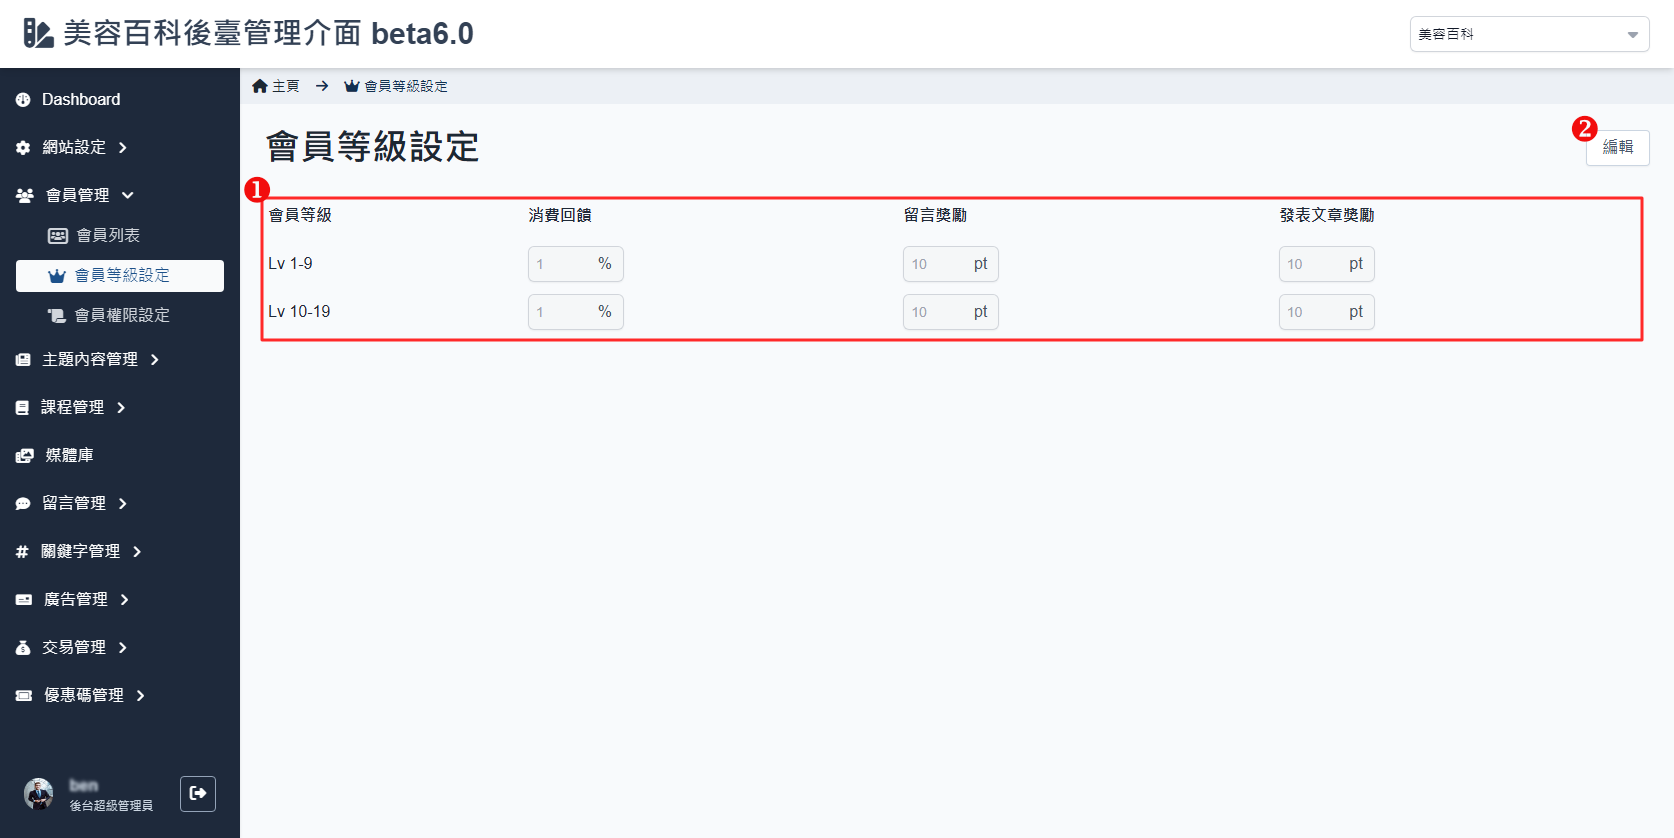 美容百科後臺管理介面 beta6.0
美容百科
Dashboard
網站設定
會員管理
會員列表
會員等級設定
會員權限設定
主題內容管理
課程管理
媒體庫
留言管理
關鍵字管理
廣告管理
交易管理
優惠碼管理
ben
後台超級管理員
主頁 → 會員等級設定
會員等級設定
2
編輯
1
會員等級 消費回饋 留言獎勵 發表文章獎勵
Lv 1-9 1 % 10 pt 10 pt
Lv 10-19 1 % 10 pt 10 pt